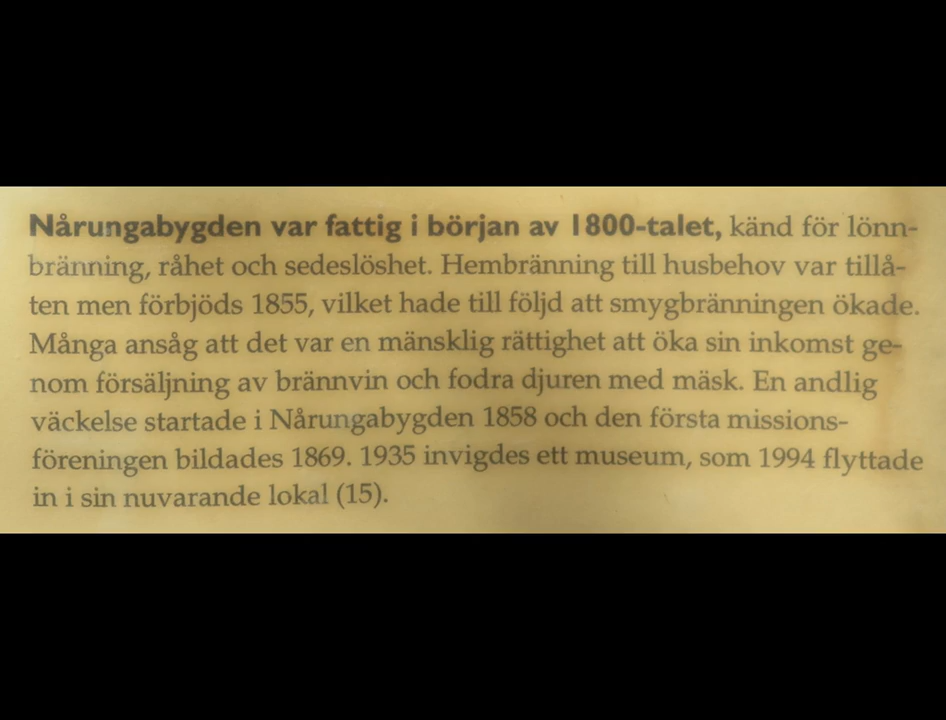 Nårungabygden var fattig i början av 1800-talet, känd för lönn-
bränning, råhet och sedeslöshet. Hembränning till husbehov var tillå-
ten men förbjöds 1855, vilket hade till följd att smygbränningen ökade.
Många ansåg att det var en mänsklig rättighet att öka sin inkomst ge-
nom försäljning av brännvin och fodra djuren med mäsk. En andlig
väckelse startade i Nårungabygden 1858 och den första missions-
föreningen bildades 1869. 1935 invigdes ett museum, som 1994 flyttade
in i sin nuvarande lokal (15).